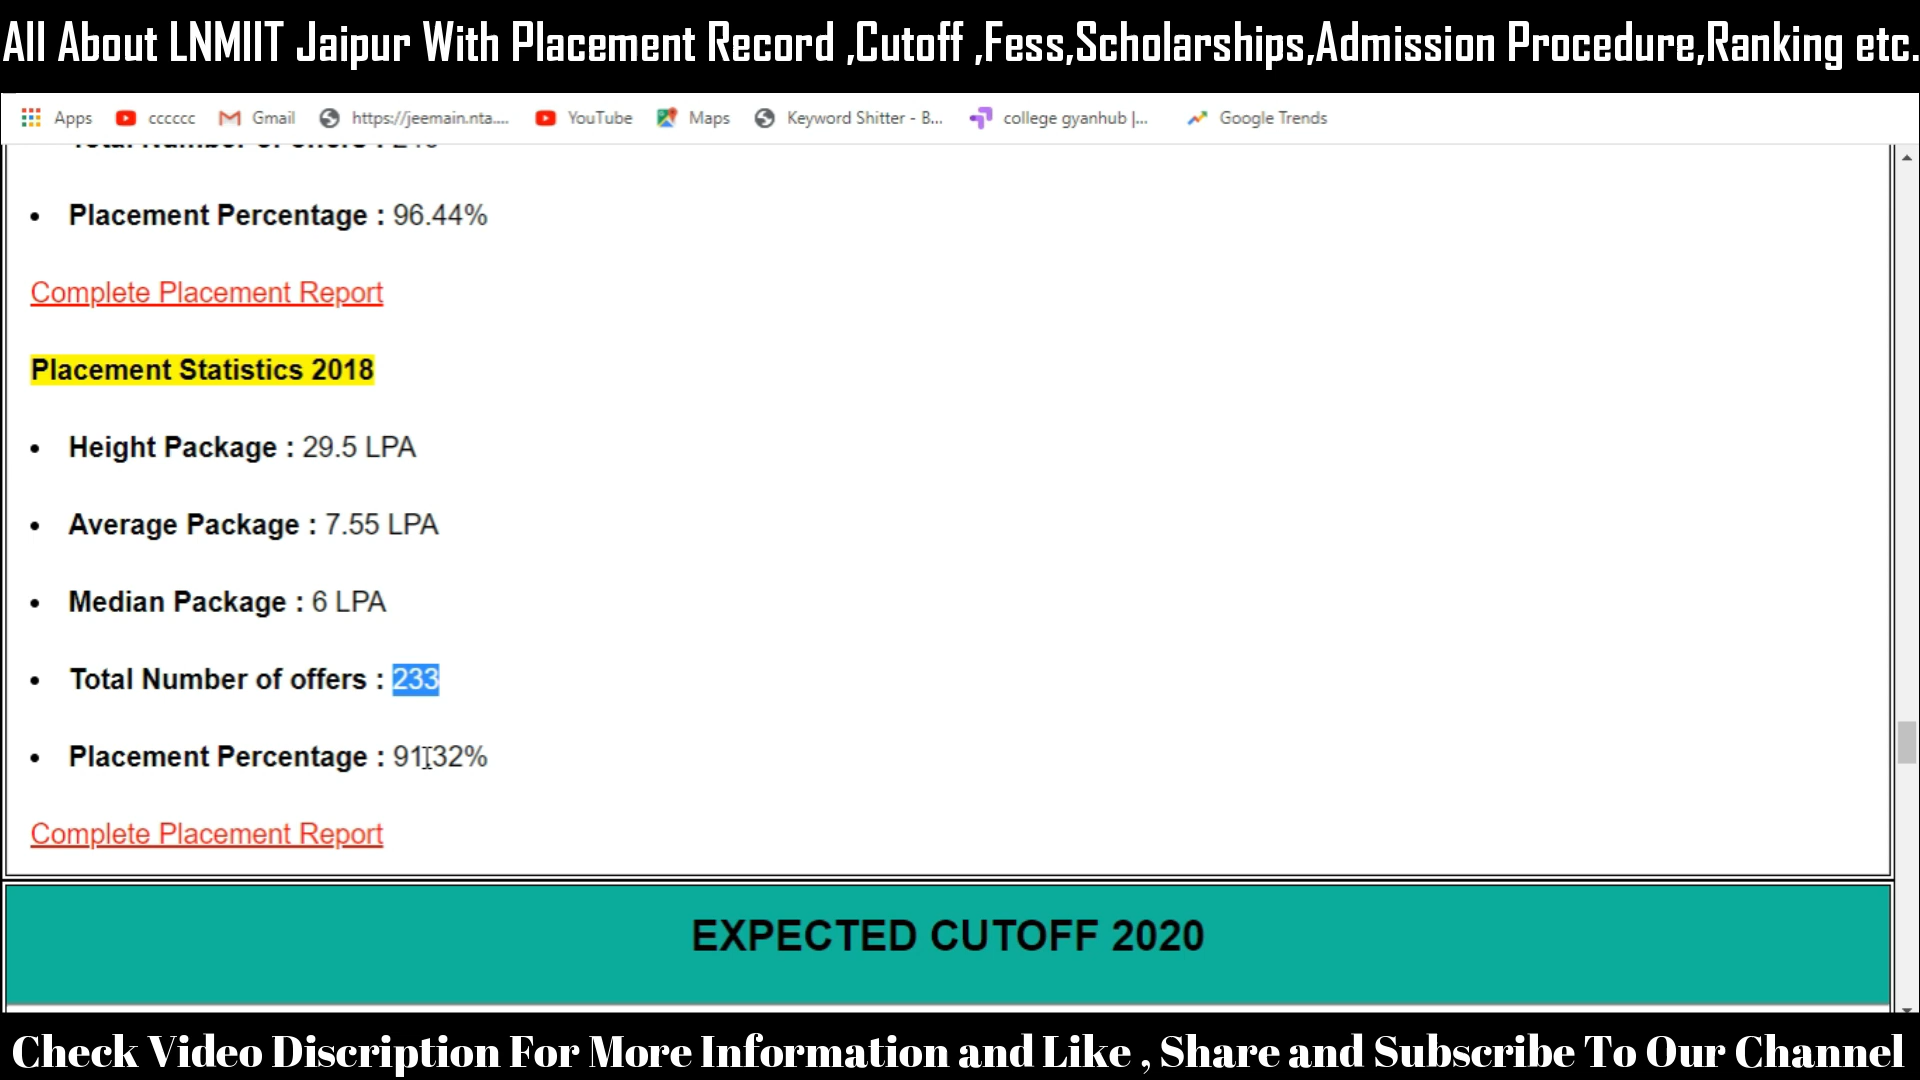 All About LNMIIT Jaipur With Placement Record ,Cutoff ,Fess,Scholarships,Admission Procedure,Ranking etc.
Apps cccccc Gmail https://jeemain.nta.... YouTube Maps Keyword Shitter - B... college gyanhub |... Google Trends
Total Number of offers :
• Placement Percentage : 96.44%
Complete Placement Report
Placement Statistics 2018
• Height Package : 29.5 LPA
• Average Package : 7.55 LPA
• Median Package : 6 LPA
• Total Number of offers : 233
• Placement Percentage : 91.32%
Complete Placement Report
EXPECTED CUTOFF 2020
Check Video Discription For More Information and Like , Share and Subscribe To Our Channel